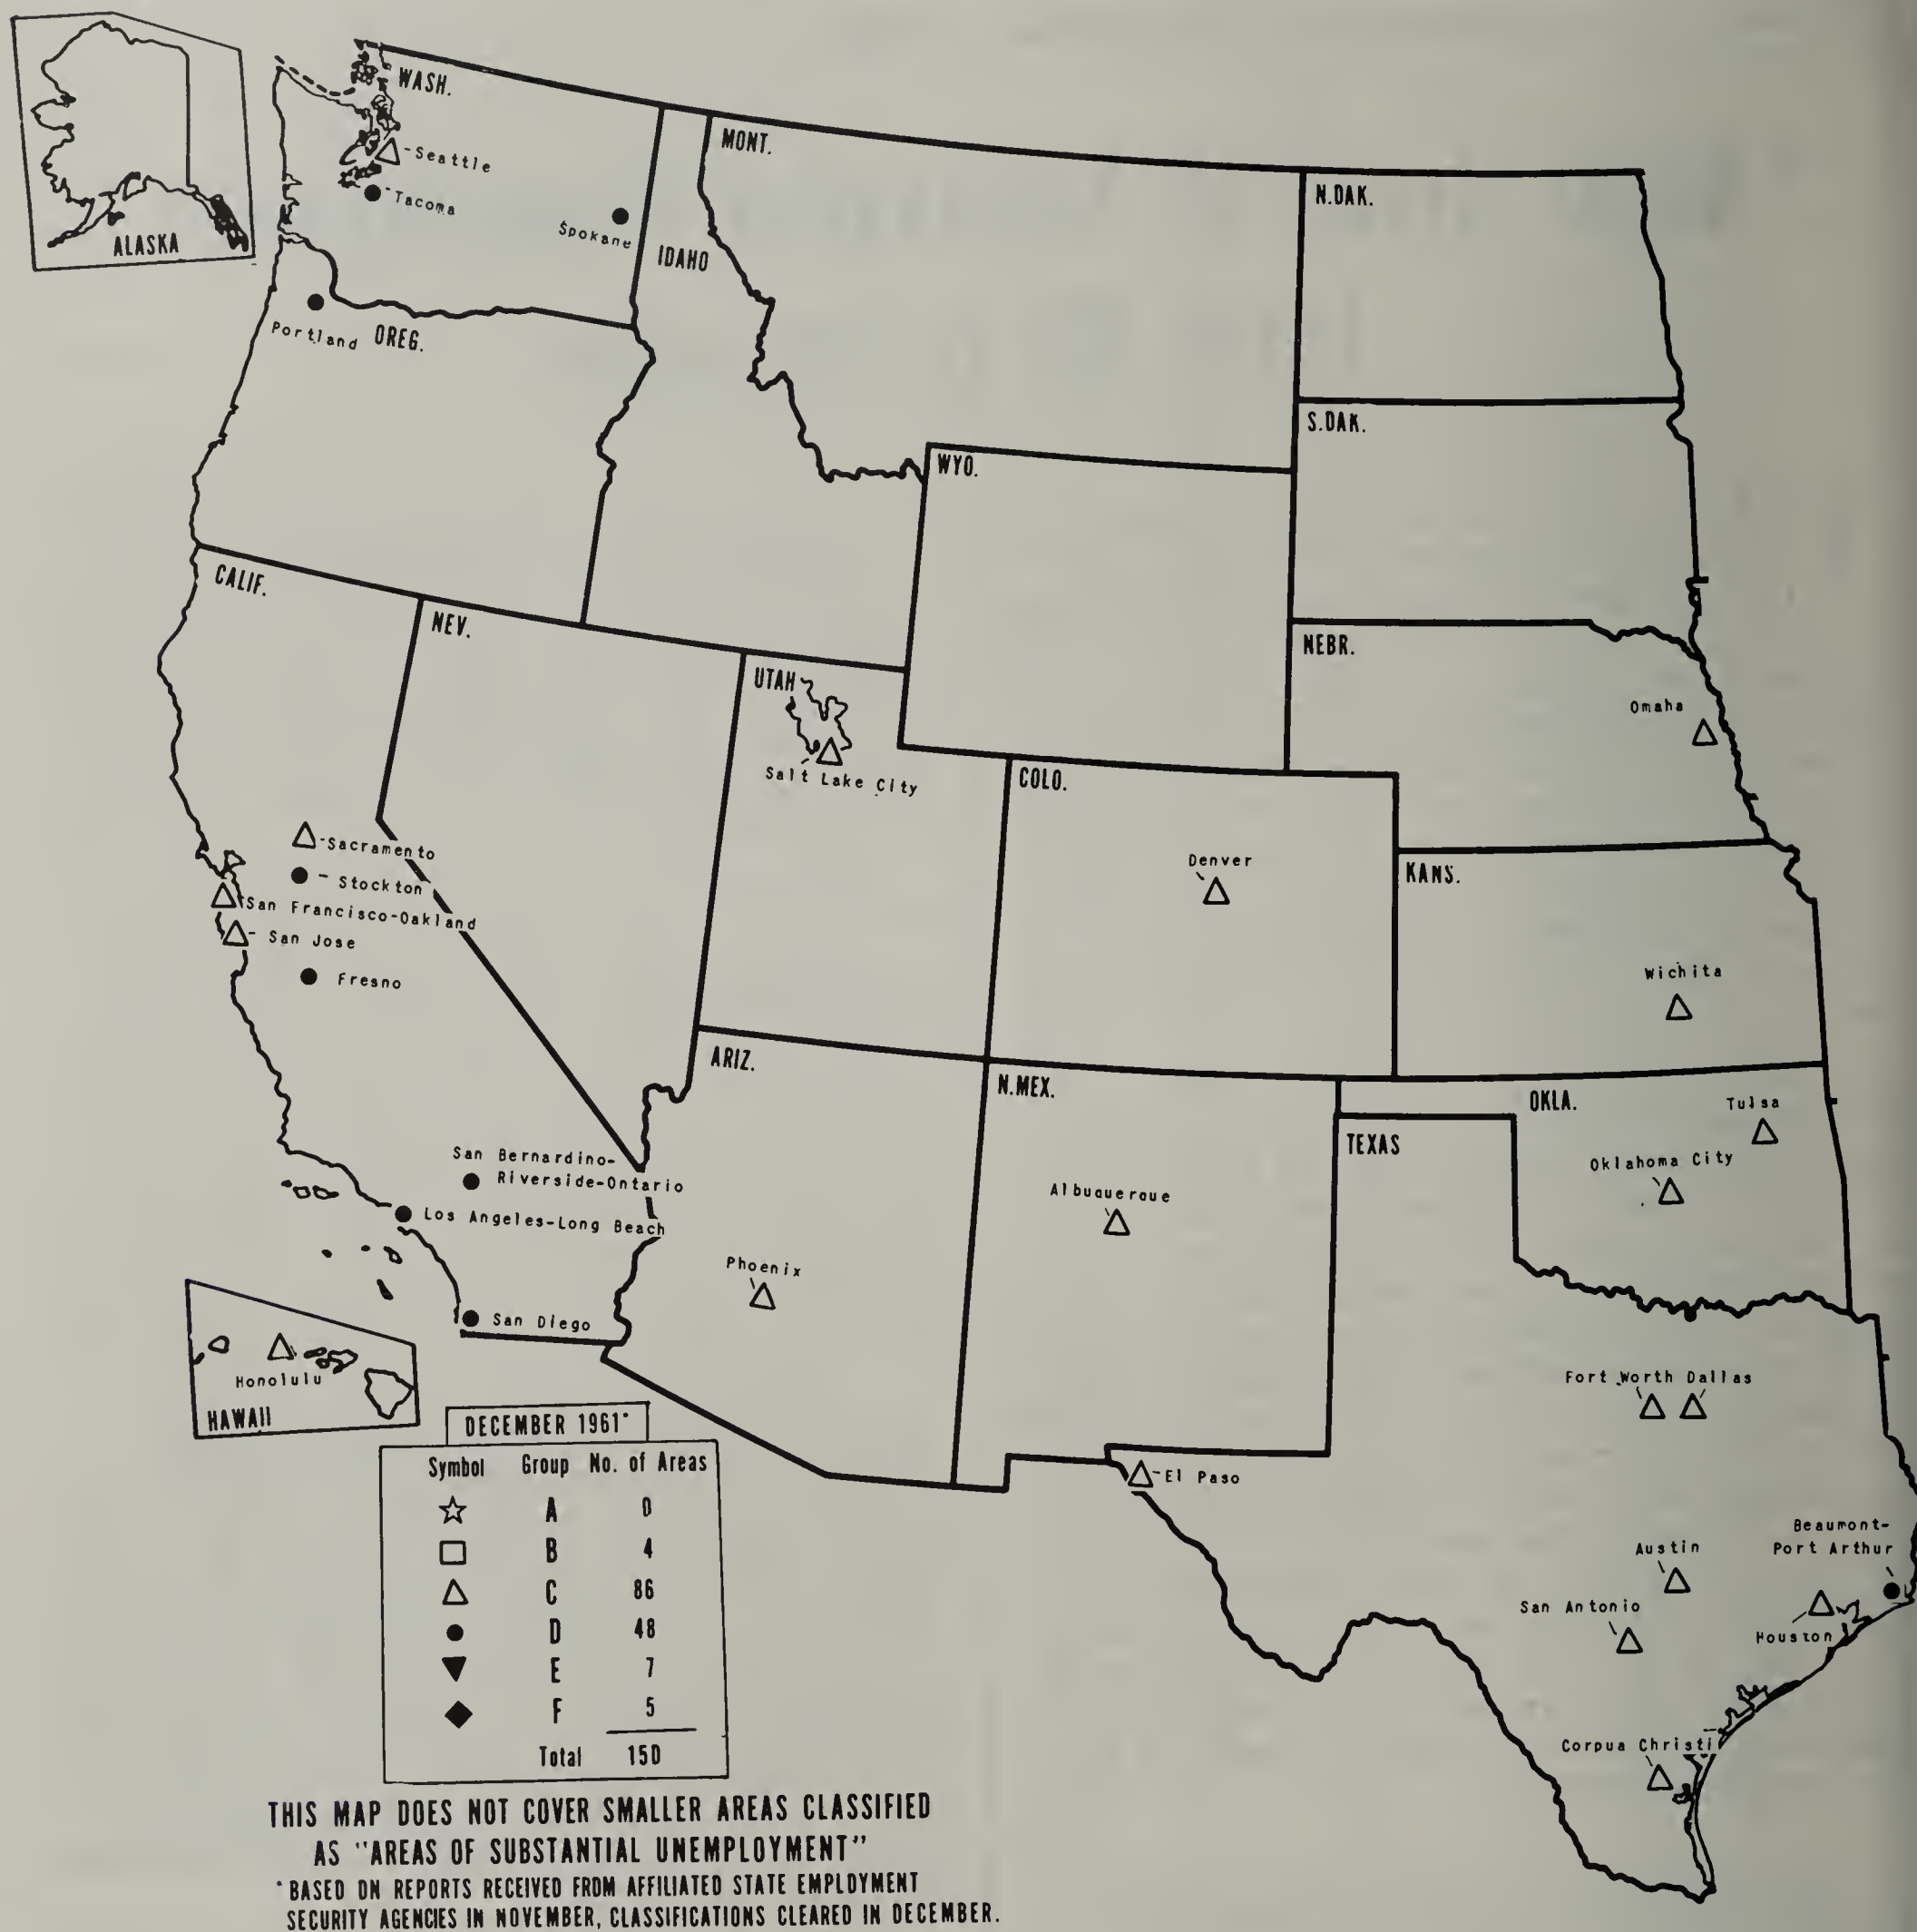 WASH.
-Seattle
-Tacoma
Spokane
ALASKA
IDAHO
MONT.
N.DAK.
Portland
OREG.
S.DAK.
WYO.
CALIF.
NEV.
UTAH
NEBR.
Omaha
Salt Lake City
COLO.
-Sacramento
- Stockton
-San Francisco-Oakland
- San Jose
Fresno
Denver
KANS.
Wichita
ARIZ.
N.MEX.
OKLA.
Tulsa
TEXAS
Oklahoma City
San Bernardino-
Riverside-Ontario
Los Angeles-Long Beach
Albuquerque
Phoenix
San Diego
Honolulu
HAWAII
Fort Worth Dallas
-El Paso
Beaumont-
Port Arthur
Austin
San Antonio
Houston
Corpua Christi
DECEMBER 1961*
Symbol Group No. of Areas
A 0
B 4
C 86
D 48
E 7
F 5
Total 150
THIS MAP DOES NOT COVER SMALLER AREAS CLASSIFIED
AS "AREAS OF SUBSTANTIAL UNEMPLOYMENT"
*BASED ON REPORTS RECEIVED FROM AFFILIATED STATE EMPLOYMENT
SECURITY AGENCIES IN NOVEMBER, CLASSIFICATIONS CLEARED IN DECEMBER.